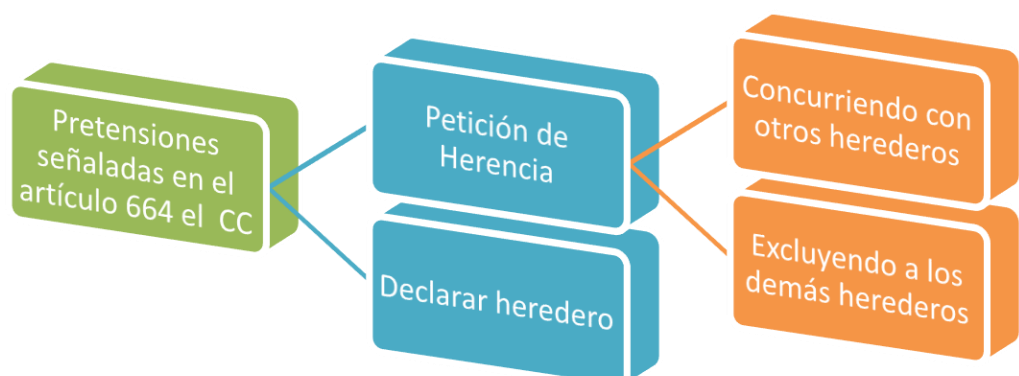 Pretensiones
señaladas en el
artículo 664 el CC
Petición de
Herencia
Declarar heredero
Concurriendo con
otros herederos
Excluyendo a los
demás herederos